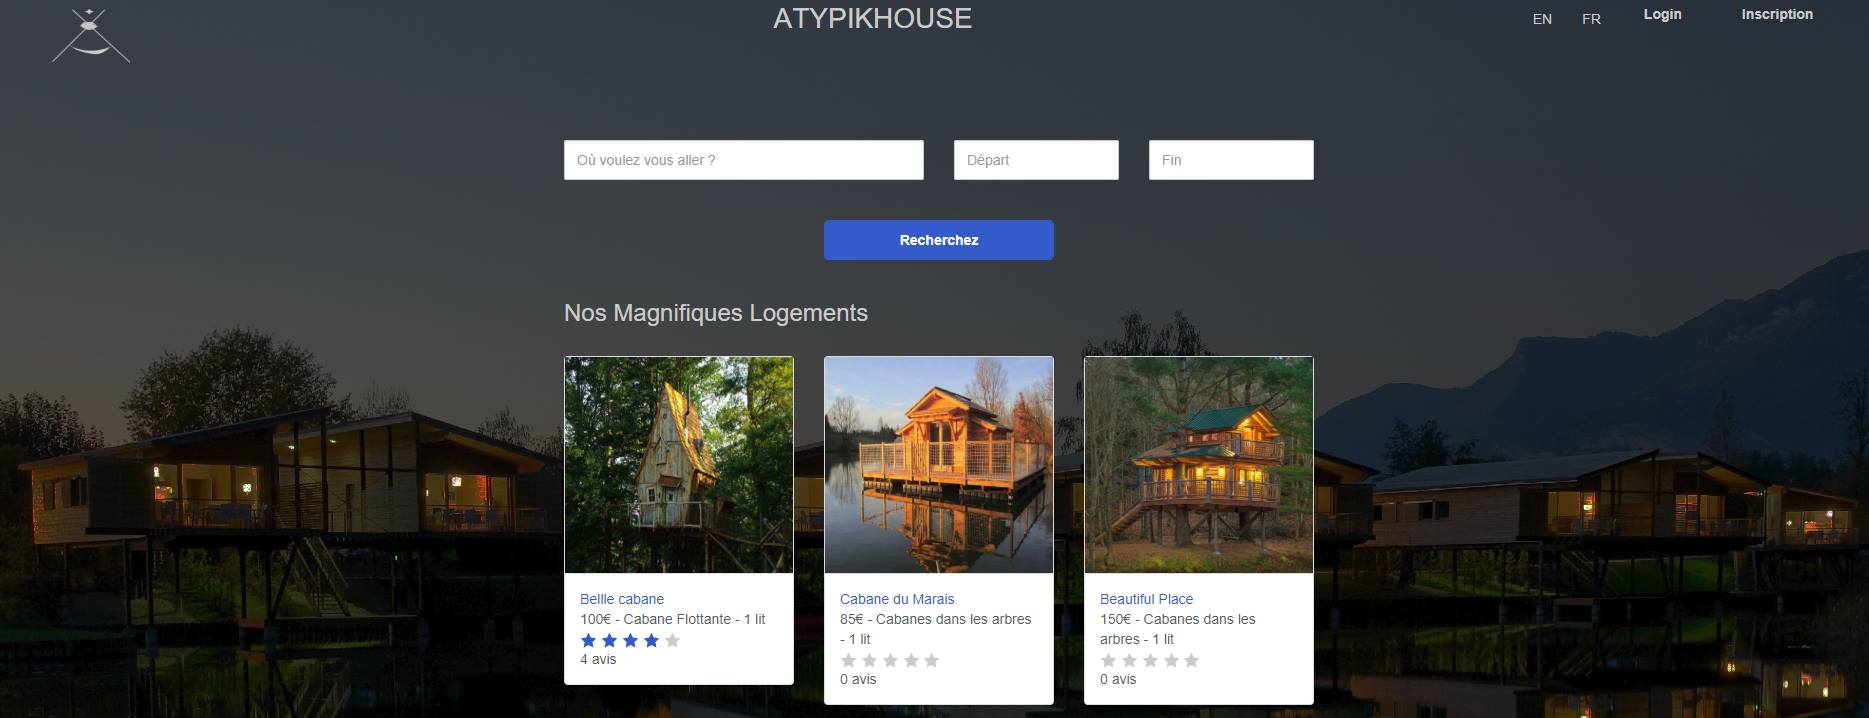 ATYPIKHOUSE
EN FR Login Inscription
Où voulez vous aller ? Départ Fin
Recherchez
Nos Magnifiques Logements
Bellle cabane
100€ - Cabane Flottante - 1 lit
4 avis
Cabane du Marais
85€ - Cabanes dans les arbres
- 1 lit
0 avis
Beautiful Place
150€ - Cabanes dans les
arbres - 1 lit
0 avis